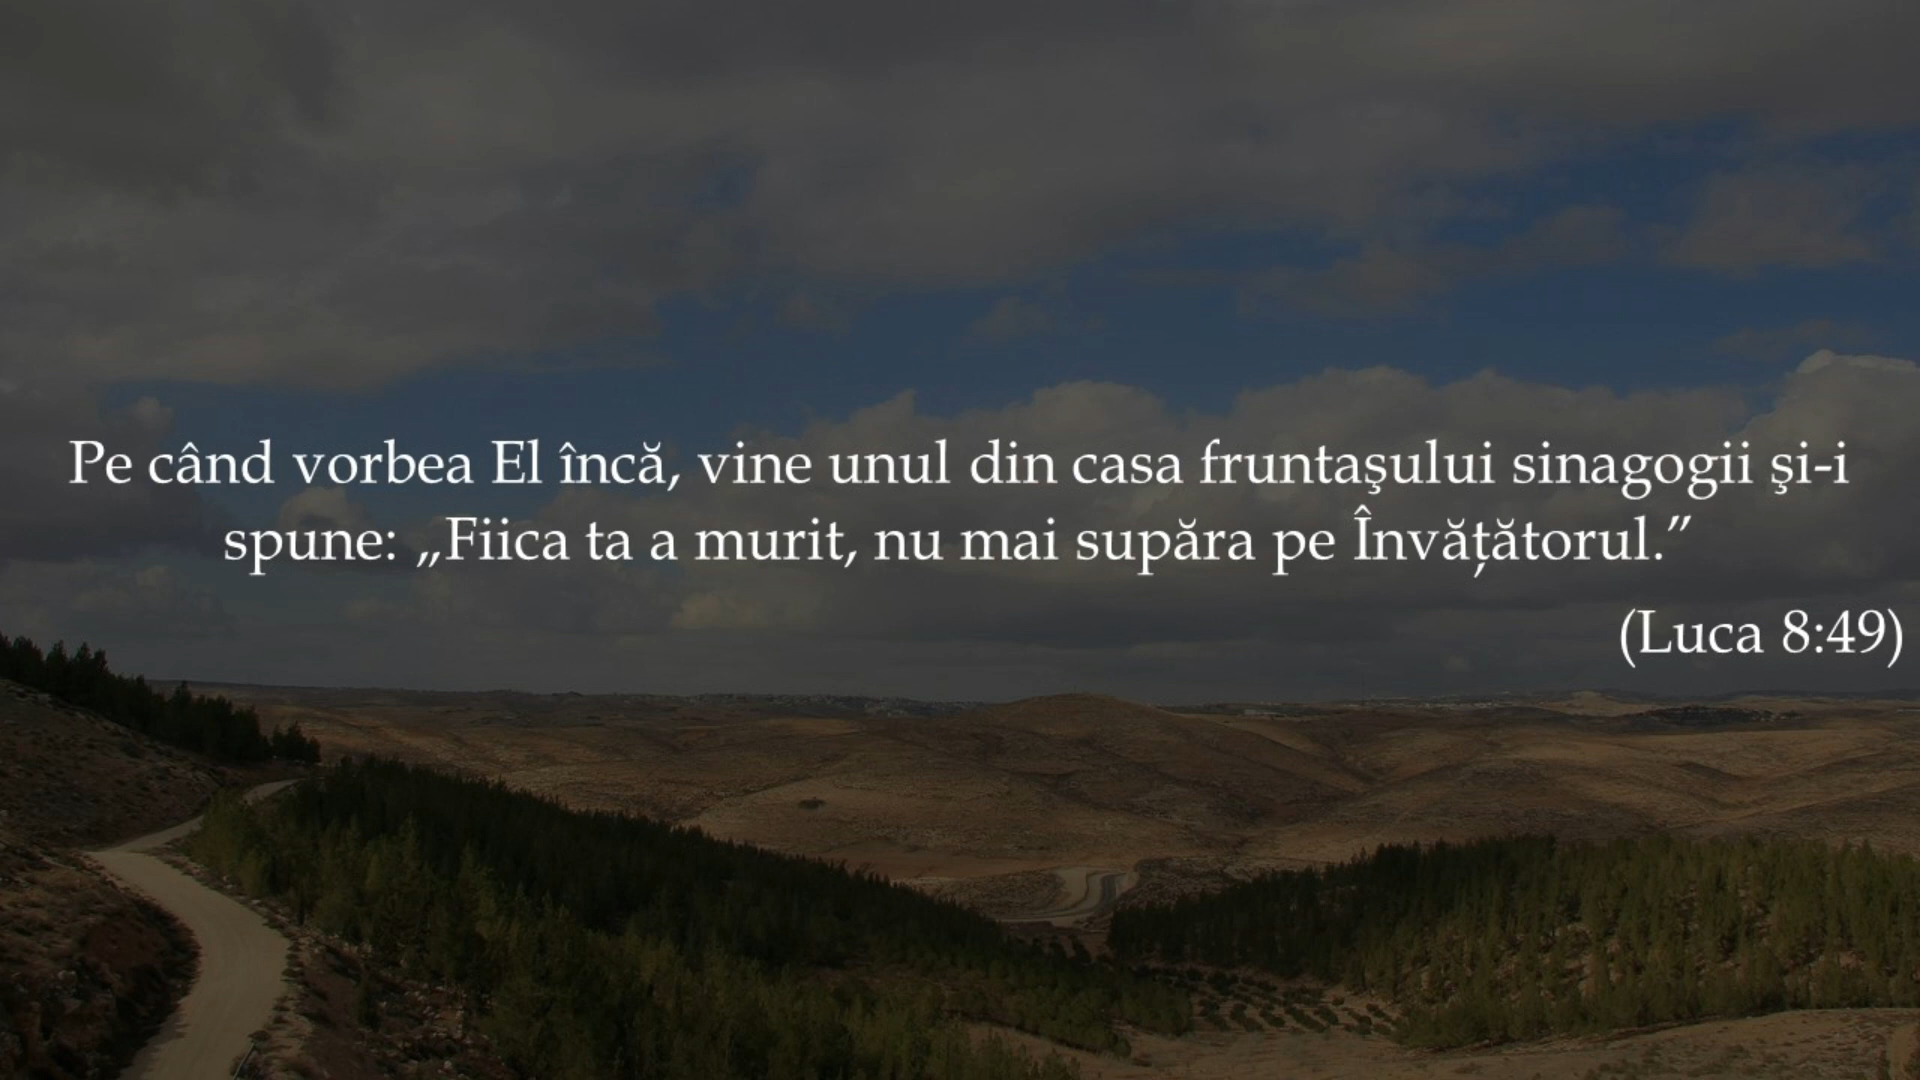 Pe când vorbea El încă, vine unul din casa fruntaşului sinagogii şi-i
spune: „Fiica ta a murit, nu mai supăra pe Învăţătorul.”
(Luca 8:49)